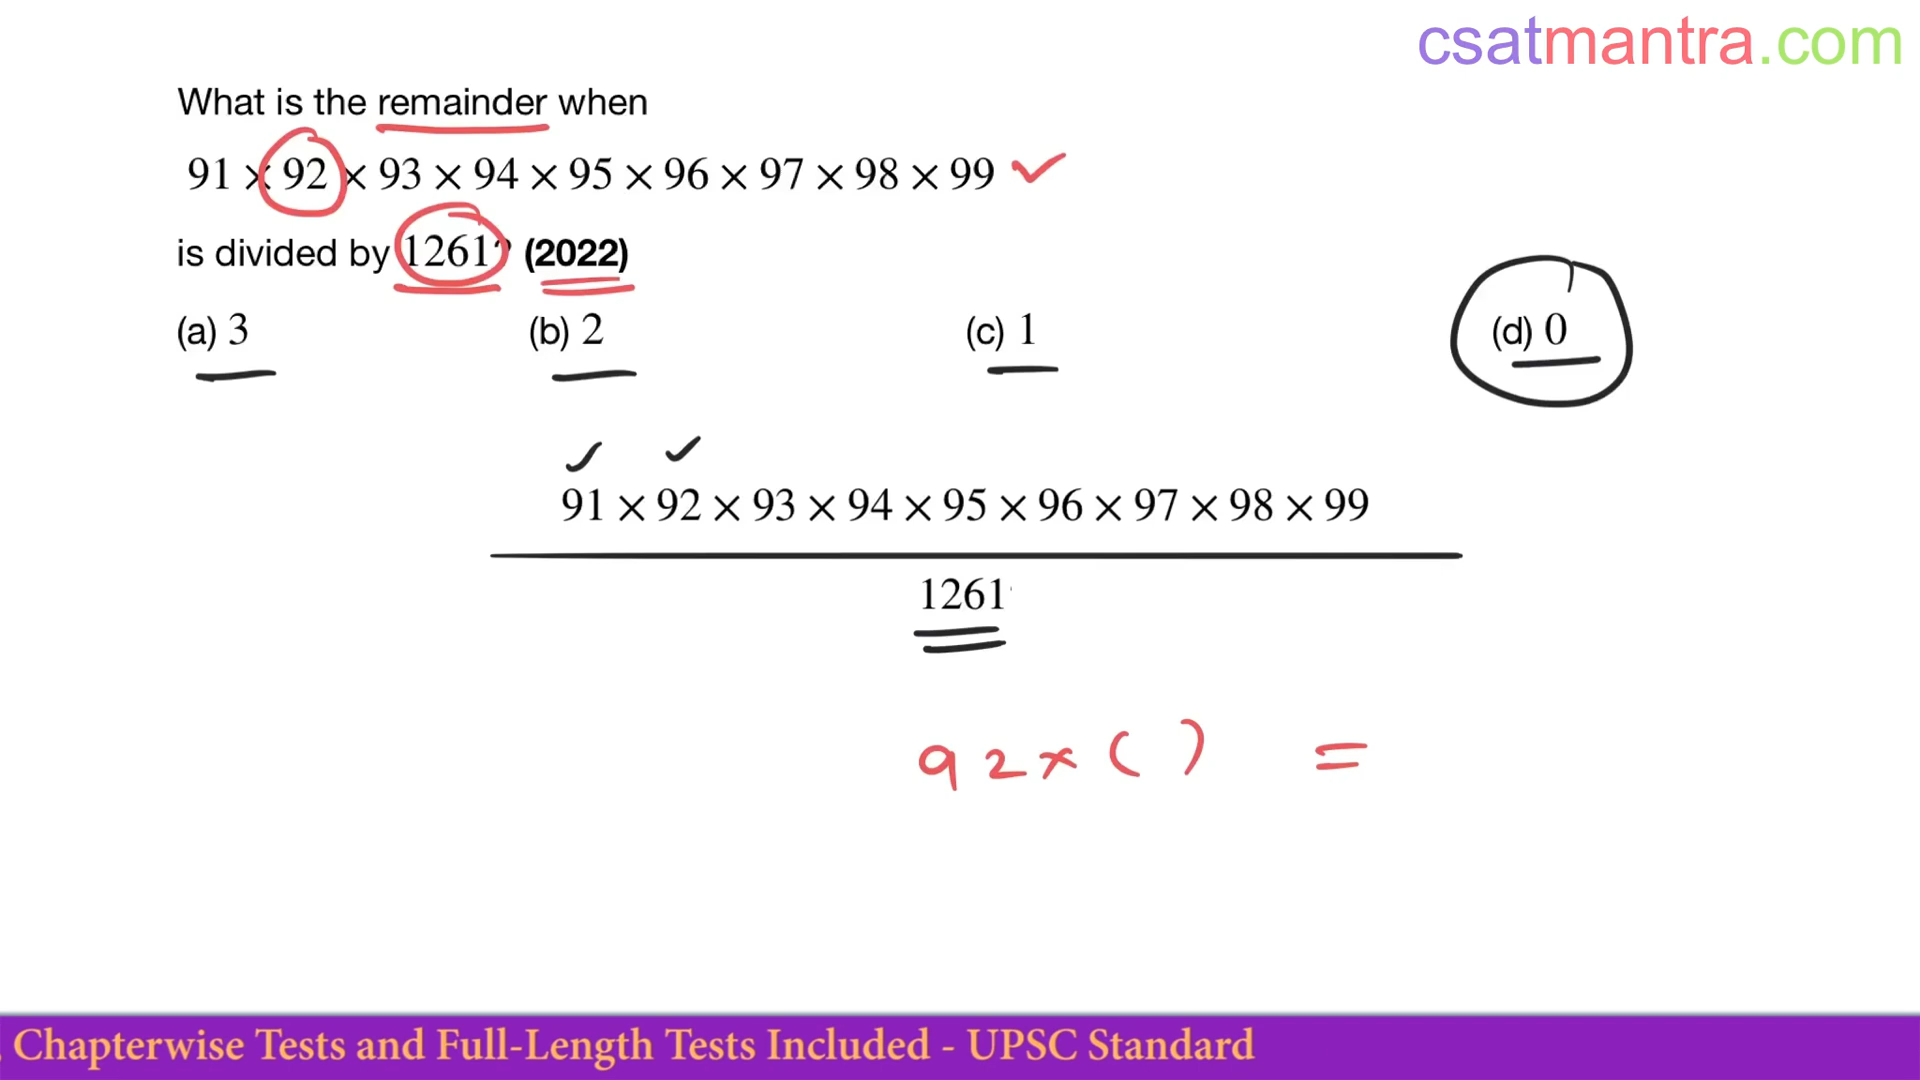 csatmantra.com
What is the remainder when
91 × 92 × 93 × 94 × 95 × 96 × 97 × 98 × 99
is divided by 1261? (2022)
(a) 3 (b) 2 (c) 1 (d) 0
91 × 92 × 93 × 94 × 95 × 96 × 97 × 98 × 99
1261
92 × ( ) =
Chapterwise Tests and Full-Length Tests Included - UPSC Standard